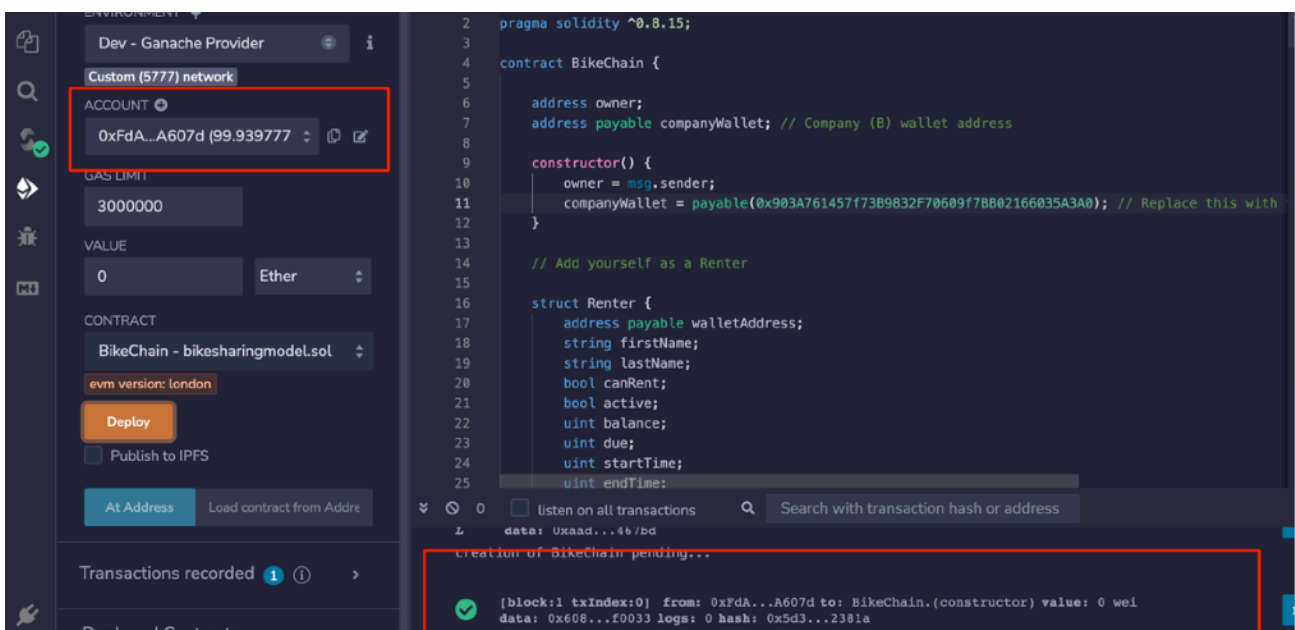 ENVIRONMENT
Dev - Ganache Provider
i
Custom (5777) network
ACCOUNT
0xFdA...A607d (99.939777
GAS LIMIT
3000000
VALUE
0
Ether
CONTRACT
BikeChain - bikesharingmodel.sol
evm version: london
Deploy
Publish to IPFS
At Address
Load contract from Addre
Transactions recorded 1 i >
2 pragma solidity ^0.8.15;
3
4 contract BikeChain {
5
6 address owner;
7 address payable companyWallet; // Company (B) wallet address
8
9 constructor() {
10 owner = msg.sender;
11 companyWallet = payable(0x903A761457f73B9832F70609f7BB02166035A3A0); // Replace this with
12 }
13
14 // Add yourself as a Renter
15
16 struct Renter {
17 address payable walletAddress;
18 string firstName;
19 string lastName;
20 bool canRent;
21 bool active;
22 uint balance;
23 uint due;
24 uint startTime;
25 uint endTime;
0
listen on all transactions
Search with transaction hash or address
data: 0xaad...467bd
creation of BikeChain pending...
[block:1 txIndex:0] from: 0xFdA...A607d to: BikeChain.(constructor) value: 0 wei
data: 0x608...f0033 logs: 0 hash: 0x5d3...2381a